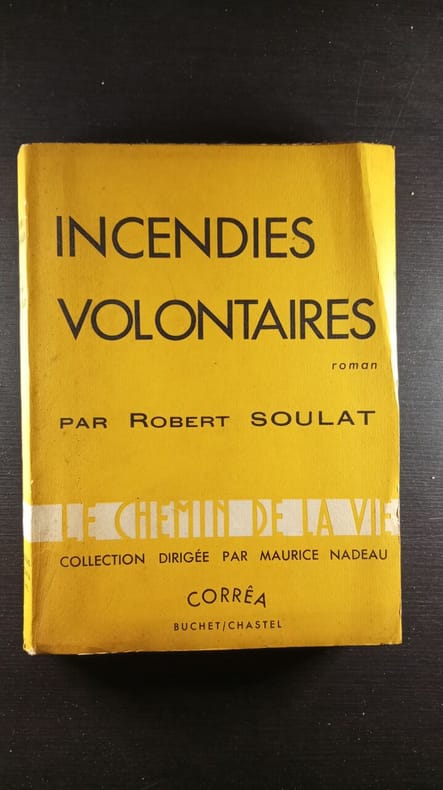 INCENDIES
VOLONTAIRES
roman
PAR ROBERT SOULAT
LE CHEMIN DE LA VIE
COLLECTION DIRIGÉE PAR MAURICE NADEAU
CORRÊA
BUCHET/CHASTEL